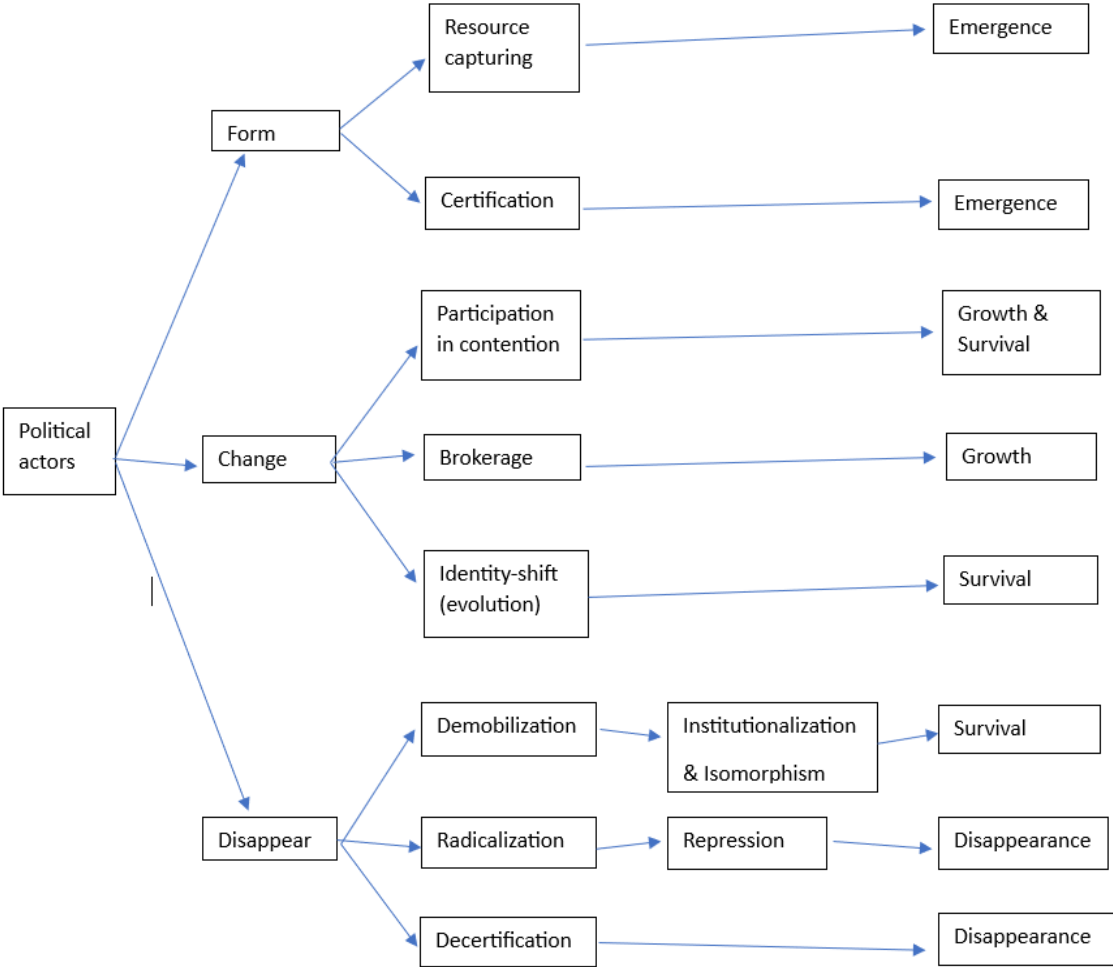 Resource
capturing
Emergence
Form
Certification
Emergence
Participation
in contention
Growth &
Survival
Political
actors
Change
Brokerage
Growth
Identity-shift
(evolution)
Survival
Demobilization
Institutionalization
& Isomorphism
Survival
Disappear
Radicalization
Repression
Disappearance
Decertification
Disappearance